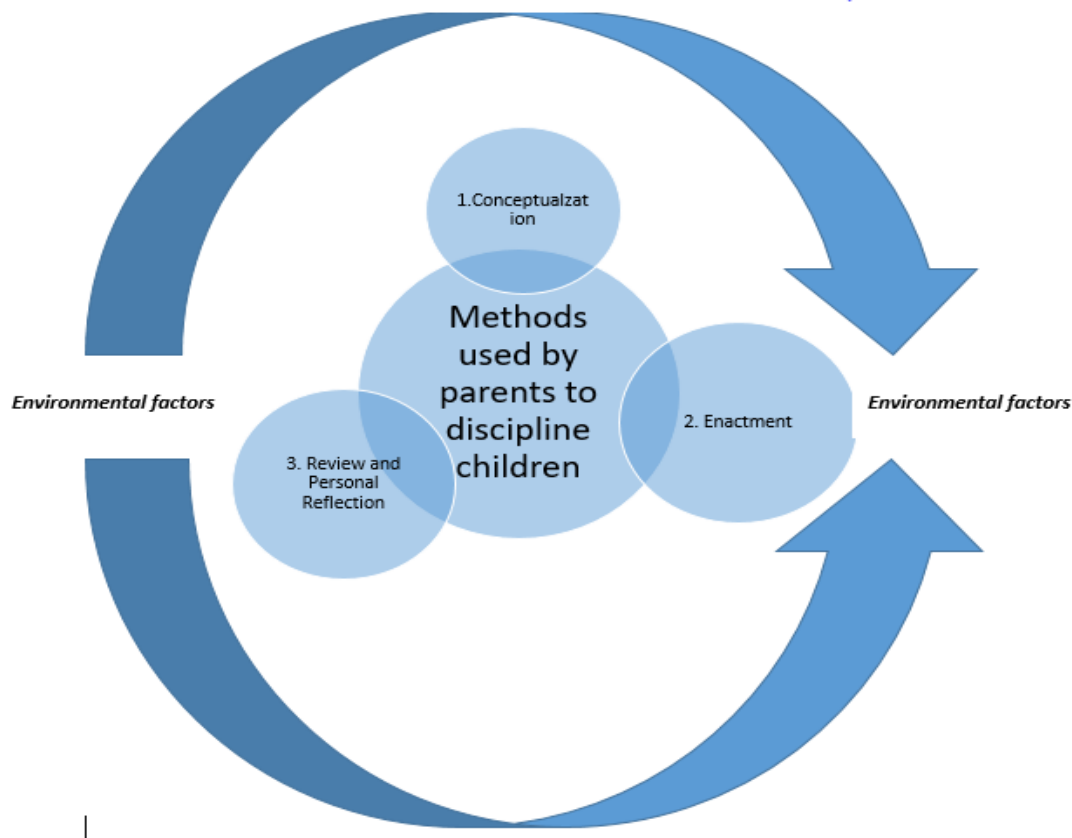 1.Conceptualzat
ion
Methods
used by
parents to
discipline
children
Environmental factors
Environmental factors
2. Enactment
3. Review and
Personal
Reflection